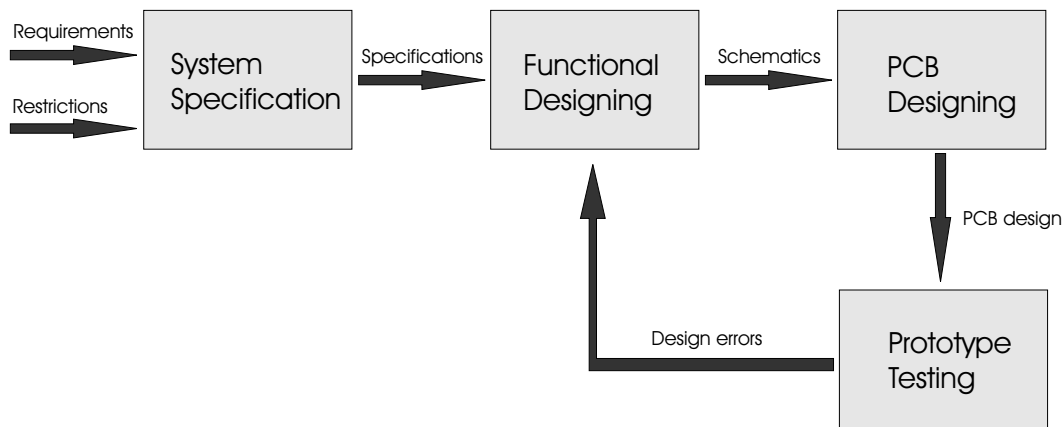 Requirements
Restrictions
System
Specification
Specifications
Functional
Designing
Schematics
PCB
Designing
PCB design
Prototype
Testing
Design errors